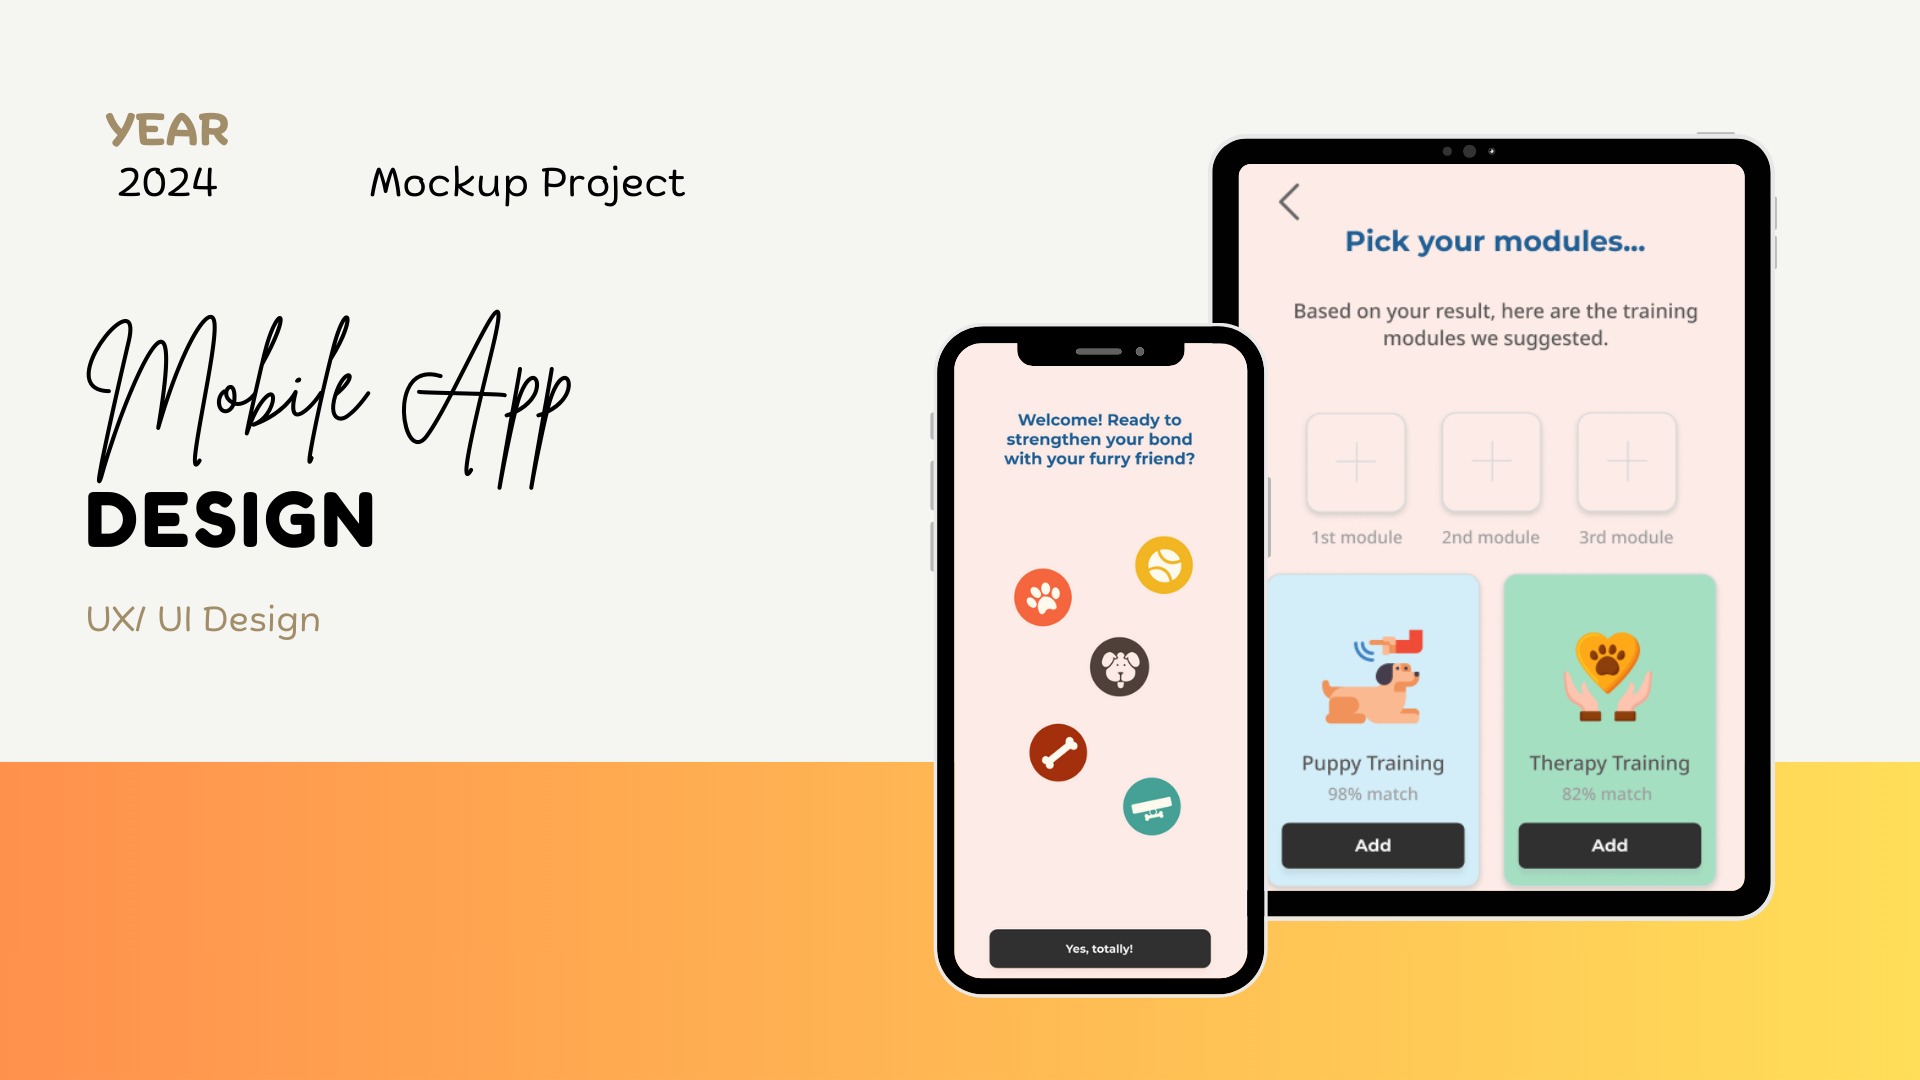 YEAR
2024
Mockup Project
Mobile App
DESIGN
UX/ UI Design
Welcome! Ready to
strengthen your bond
with your furry friend?
Yes, totally!
Pick your modules...
Based on your result, here are the training
modules we suggested.
1st module
2nd module
3rd module
Puppy Training
98% match
Add
Therapy Training
82% match
Add